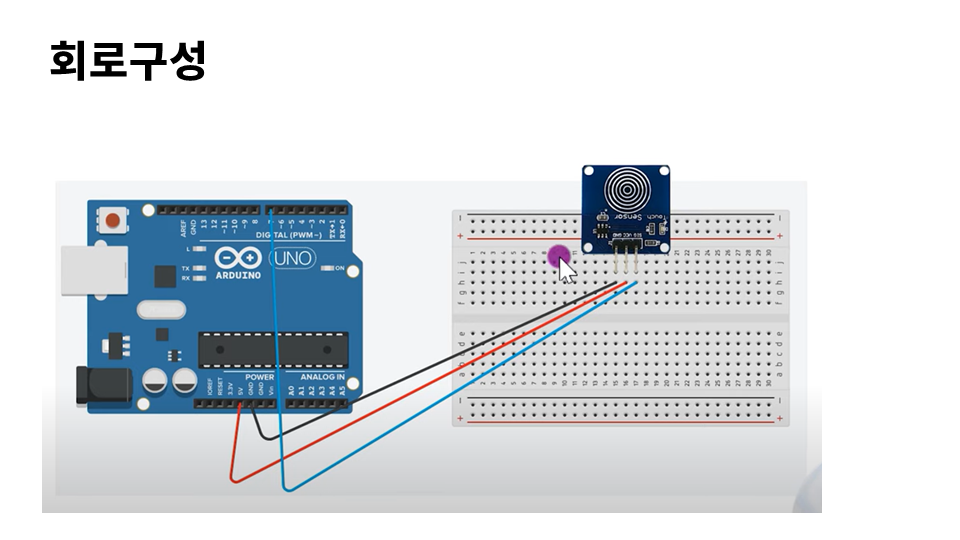 회로구성
AREF
GND
13
12
~11
~10
~9
8
7
~6
~5
4
~3
2
TX→1
RX←0
DIGITAL (PWM~)
L
TX
RX
ARDUINO
UNO
ON
IOREF
RESET
3.3V
5V
GND
GND
Vin
POWER
A0
A1
A2
A3
A4
A5
ANALOG IN
Touch
Sensor
SIG VCC GND